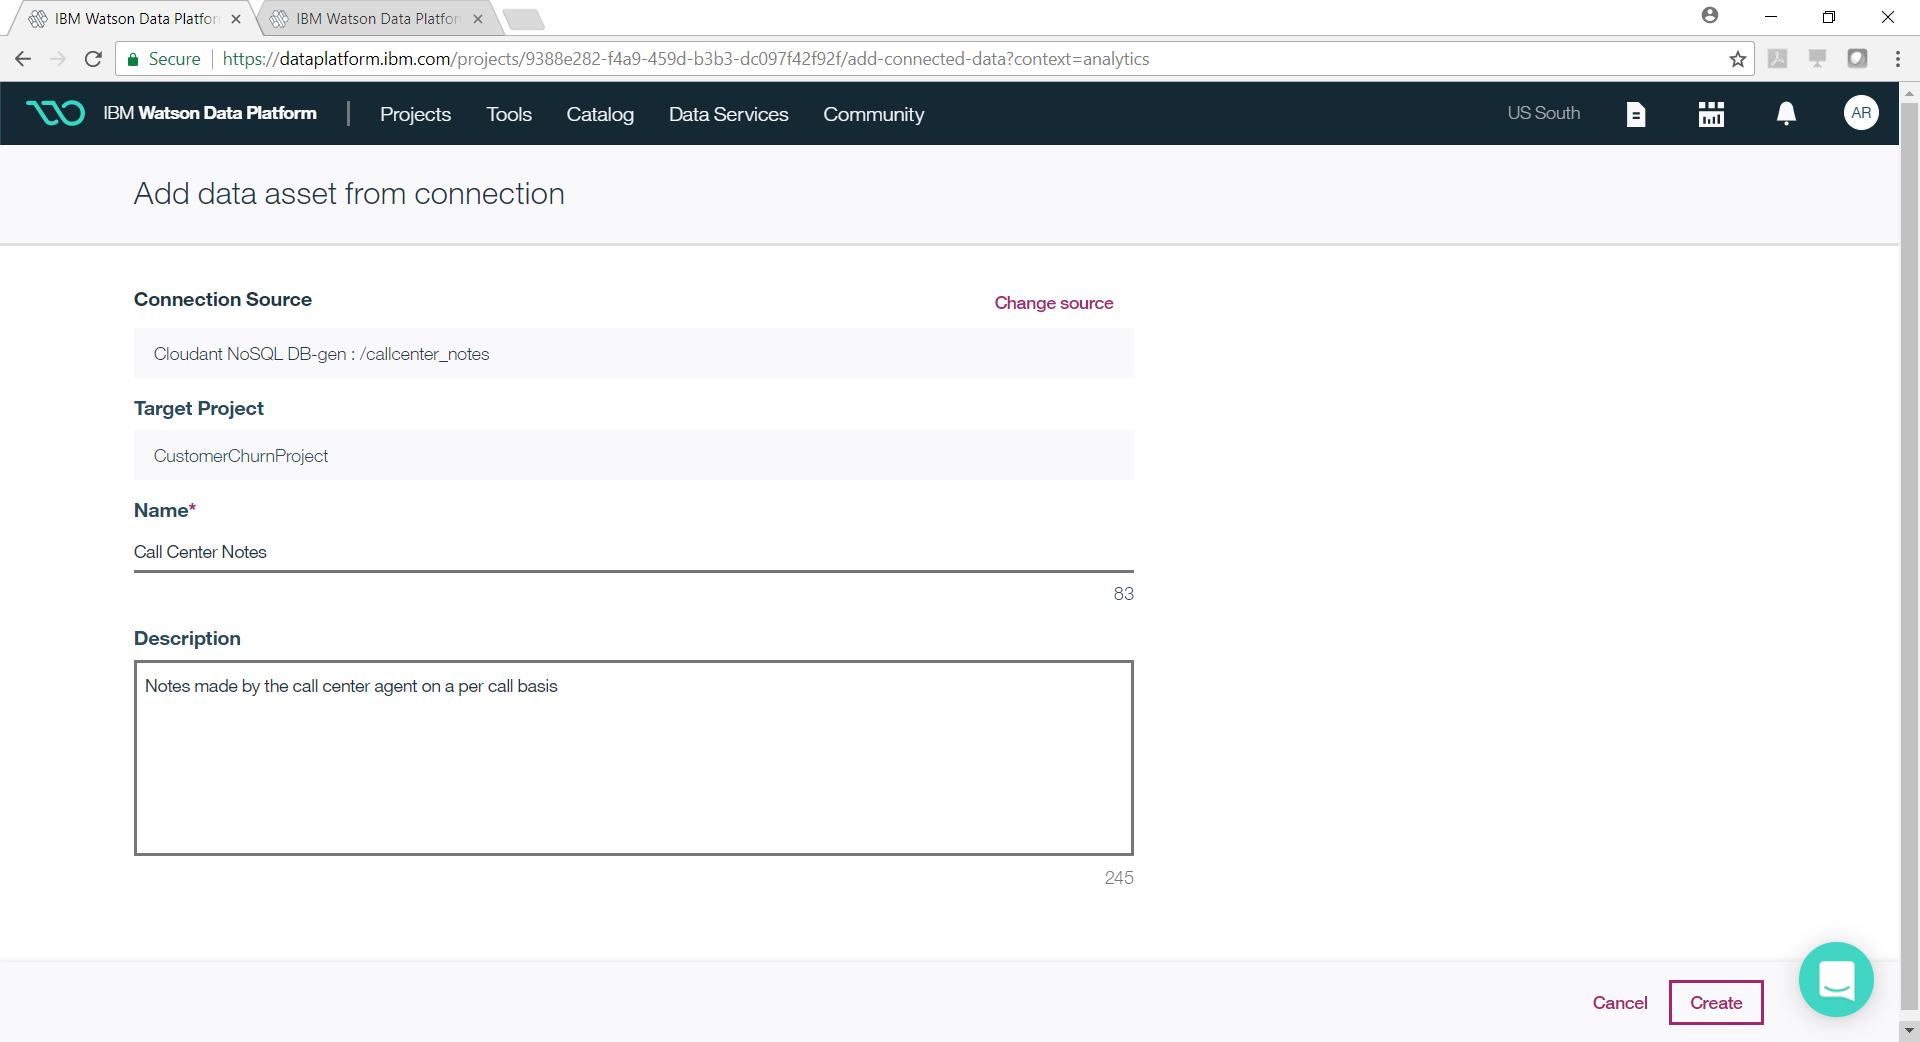 IBM Watson Data Platfor
IBM Watson Data Platfor
Secure
https://dataplatform.ibm.com/projects/9388e282-f4a9-459d-b3b3-dc097f42f92f/add-connected-data?context=analytics
IBM Watson Data Platform
Projects
Tools
Catalog
Data Services
Community
US South
AR
Add data asset from connection
Connection Source
Change source
Cloudant NoSQL DB-gen : /callcenter_notes
Target Project
CustomerChurnProject
Name*
Call Center Notes
83
Description
Notes made by the call center agent on a per call basis
245
Cancel
Create